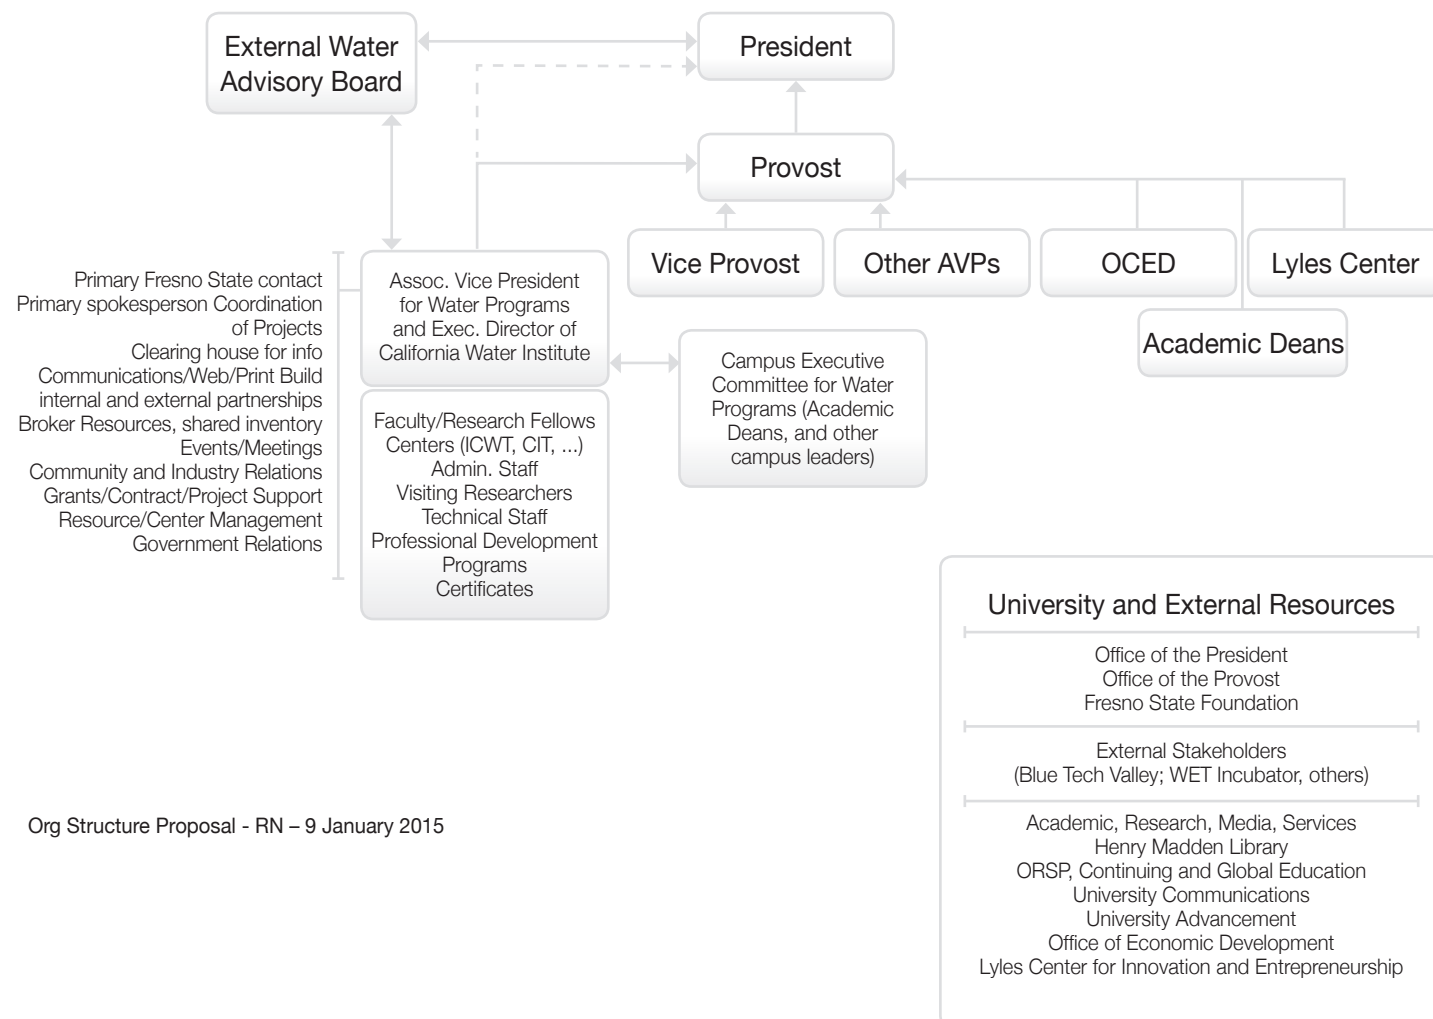 External Water
Advisory Board
President
Provost
Vice Provost
Other AVPs
OCED
Lyles Center
Academic Deans
Primary Fresno State contact
Primary spokesperson Coordination
of Projects
Clearing house for info
Communications/Web/Print Build
internal and external partnerships
Broker Resources, shared inventory
Events/Meetings
Community and Industry Relations
Grants/Contract/Project Support
Resource/Center Management
Government Relations
Assoc. Vice President
for Water Programs
and Exec. Director of
California Water Institute
Faculty/Research Fellows
Centers (ICWT, CIT, ...)
Admin. Staff
Visiting Researchers
Technical Staff
Professional Development
Programs
Certificates
Campus Executive
Committee for Water
Programs (Academic
Deans, and other
campus leaders)
University and External Resources
Office of the President
Office of the Provost
Fresno State Foundation
External Stakeholders
(Blue Tech Valley; WET Incubator, others)
Academic, Research, Media, Services
Henry Madden Library
ORSP, Continuing and Global Education
University Communications
University Advancement
Office of Economic Development
Lyles Center for Innovation and Entrepreneurship
Org Structure Proposal - RN – 9 January 2015